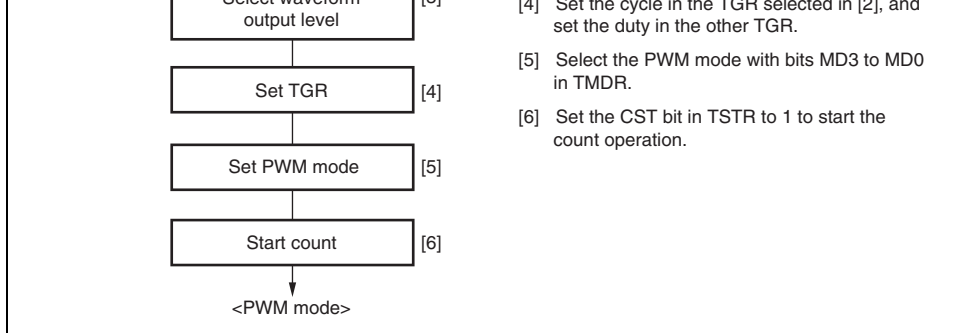 Select waveform
output level
[3]
Set TGR
[4]
Set PWM mode
[5]
Start count
[6]
<PWM mode>
[4] Set the cycle in the TGR selected in [2], and
set the duty in the other TGR.
[5] Select the PWM mode with bits MD3 to MD0
in TMDR.
[6] Set the CST bit in TSTR to 1 to start the
count operation.